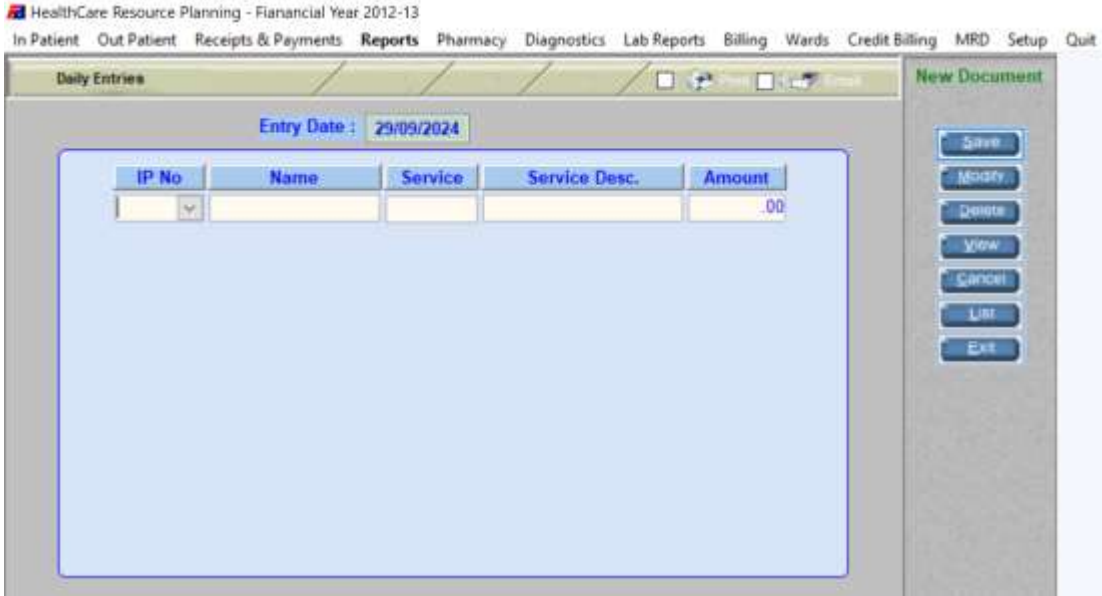 HealthCare Resource Planning - Fianancial Year 2012-13
In Patient Out Patient Receipts & Payments Reports Pharmacy Diagnostics Lab Reports Billing Wards Credit Billing MRD Setup Quit
Daily Entries Print Email
New Document
Entry Date : 29/09/2024
IP No Name Service Service Desc. Amount
.00
Save
Modify
Delete
View
Cancel
List
Exit